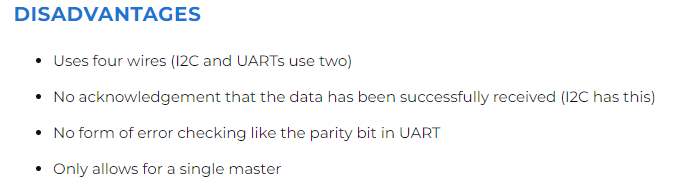 DISADVANTAGES
• Uses four wires (I2C and UARTs use two)
• No acknowledgement that the data has been successfully received (I2C has this)
• No form of error checking like the parity bit in UART
• Only allows for a single master